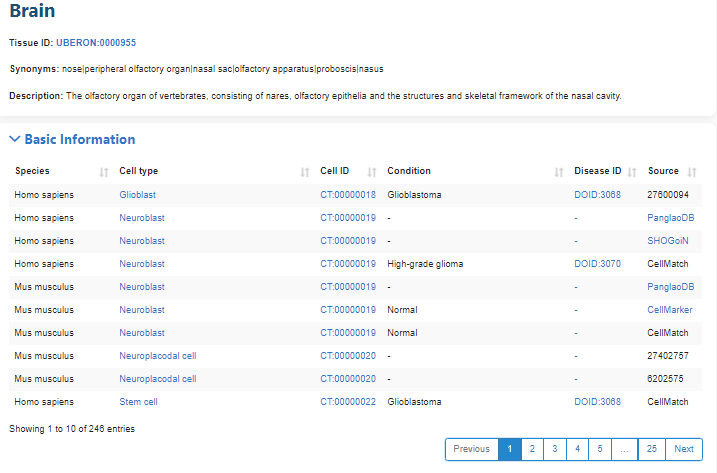 Brain
Tissue ID: UBERON:0000955
Synonyms: nose|peripheral olfactory organ|nasal sac|olfactory apparatus|proboscis|nasus
Description: The olfactory organ of vertebrates, consisting of nares, olfactory epithelia and the structures and skeletal framework of the nasal cavity.
Basic Information
Species Cell type Cell ID Condition Disease ID Source
Homo sapiens Glioblast CT:00000018 Glioblastoma DOID:3068 27600094
Homo sapiens Neuroblast CT:00000019 - - PanglaoDB
Homo sapiens Neuroblast CT:00000019 - - SHOGoiN
Homo sapiens Neuroblast CT:00000019 High-grade glioma DOID:3070 CellMatch
Mus musculus Neuroblast CT:00000019 - - PanglaoDB
Mus musculus Neuroblast CT:00000019 Normal - CellMarker
Mus musculus Neuroblast CT:00000019 Normal - CellMatch
Mus musculus Neuroplacodal cell CT:00000020 - - 27402757
Mus musculus Neuroplacodal cell CT:00000020 - - 6202575
Homo sapiens Stem cell CT:00000022 Glioblastoma DOID:3068 CellMatch
Showing 1 to 10 of 246 entries
Previous 1 2 3 4 5 ... 25 Next